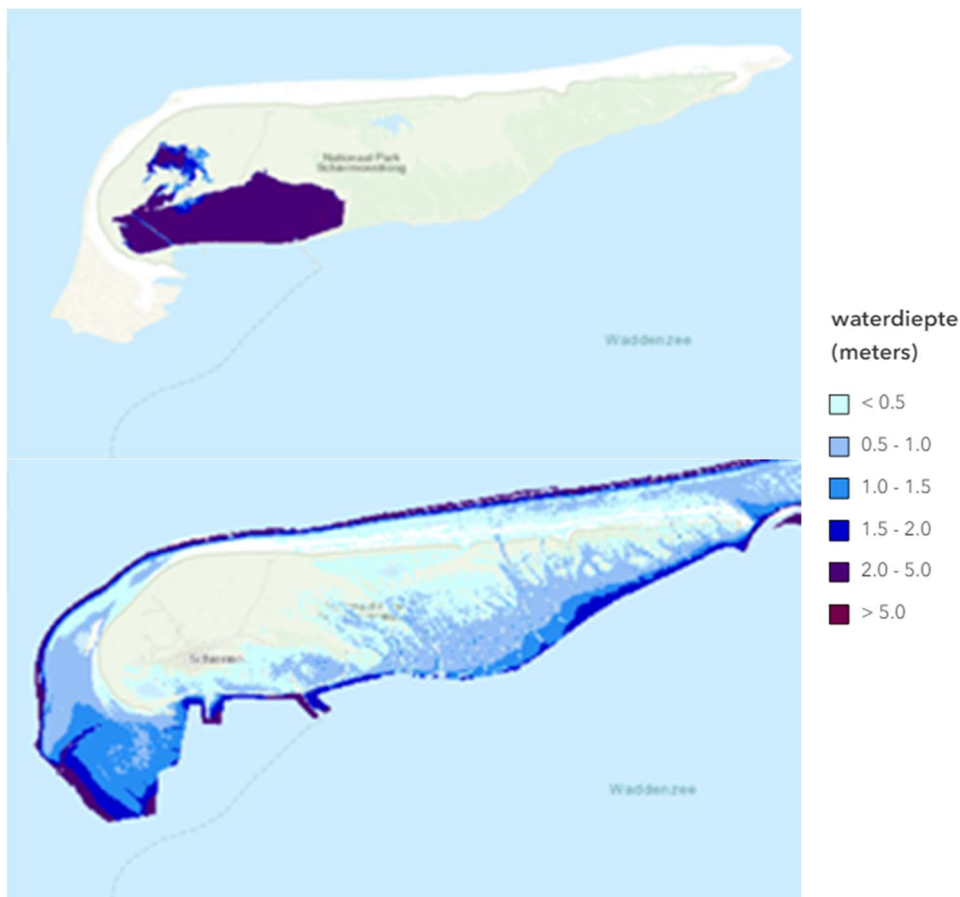 Nationaal Park
Schiermonnikoog
Waddenzee
waterdiepte
(meters)
< 0.5
0.5 - 1.0
1.0 - 1.5
1.5 - 2.0
2.0 - 5.0
> 5.0
Waddenzee